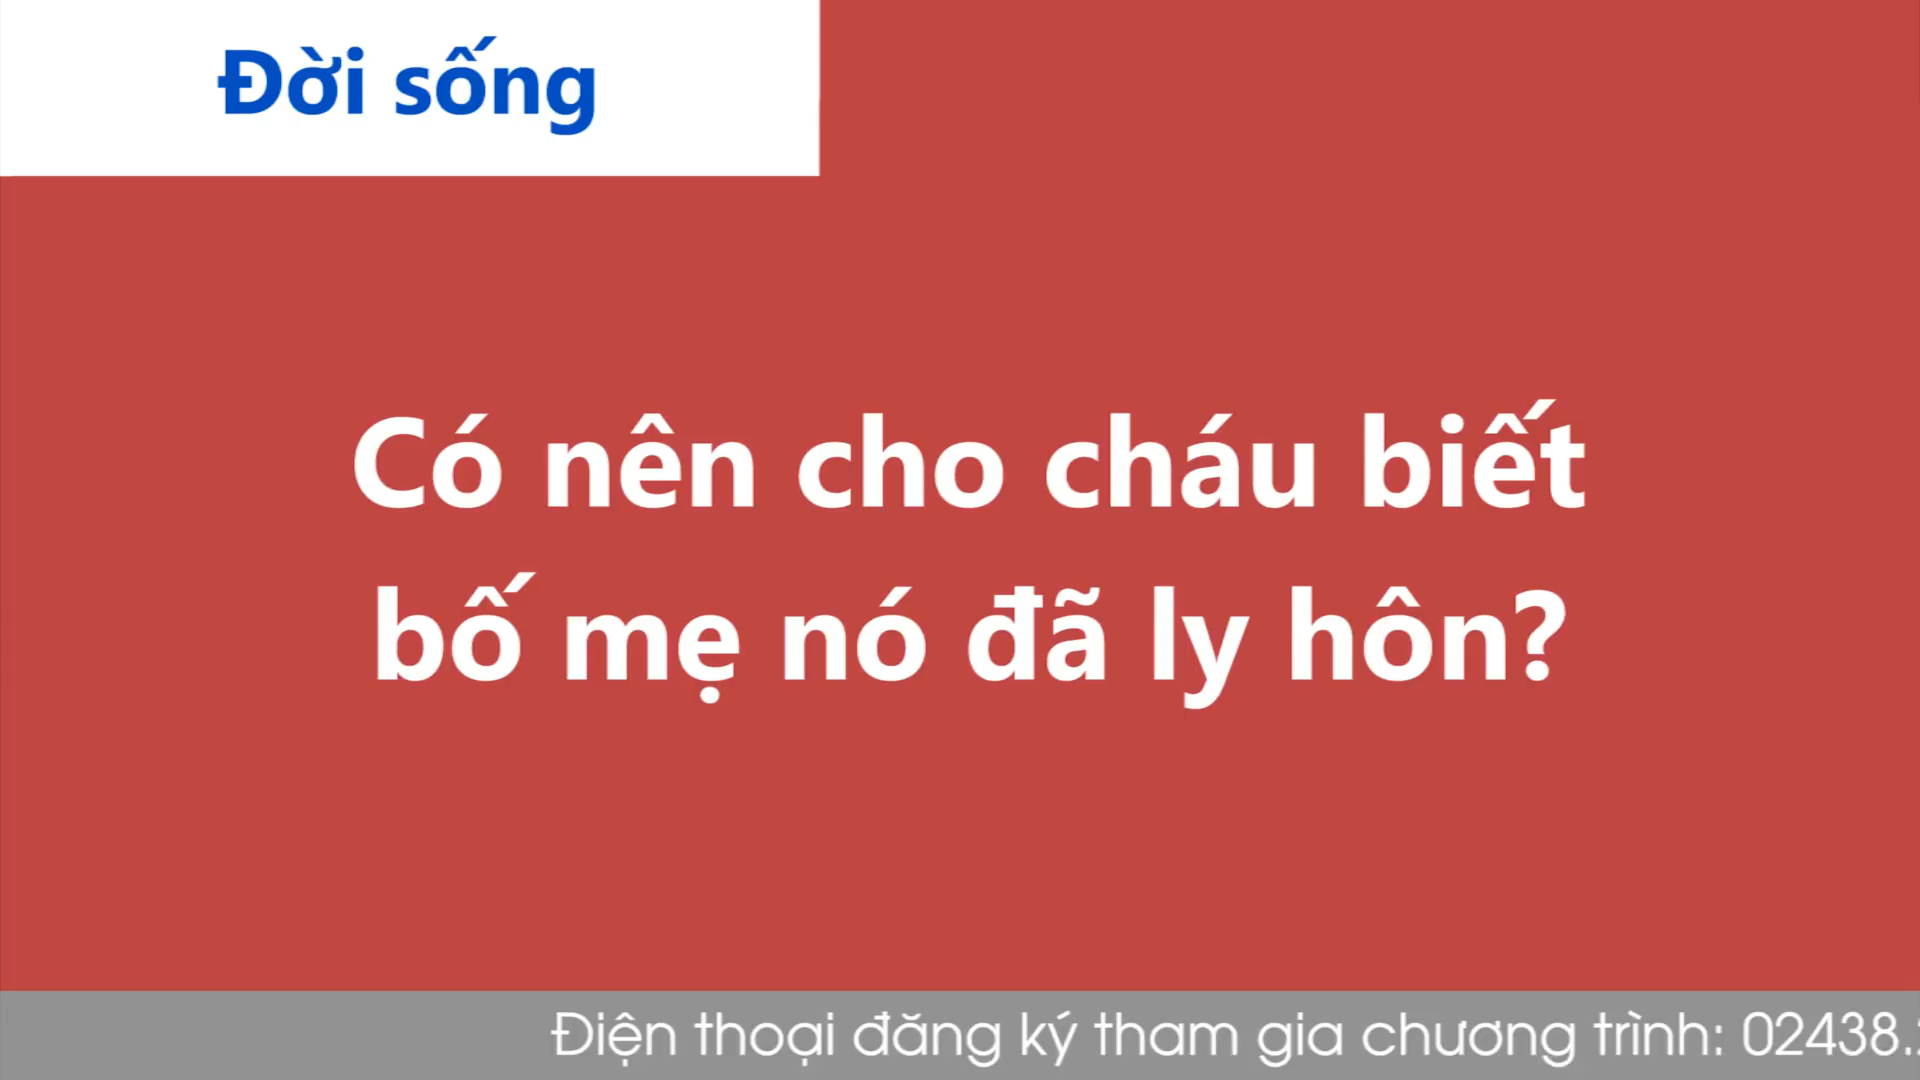 Đời sống
Có nên cho cháu biết
bố mẹ nó đã ly hôn?
Điện thoại đăng ký tham gia chương trình: 02438.